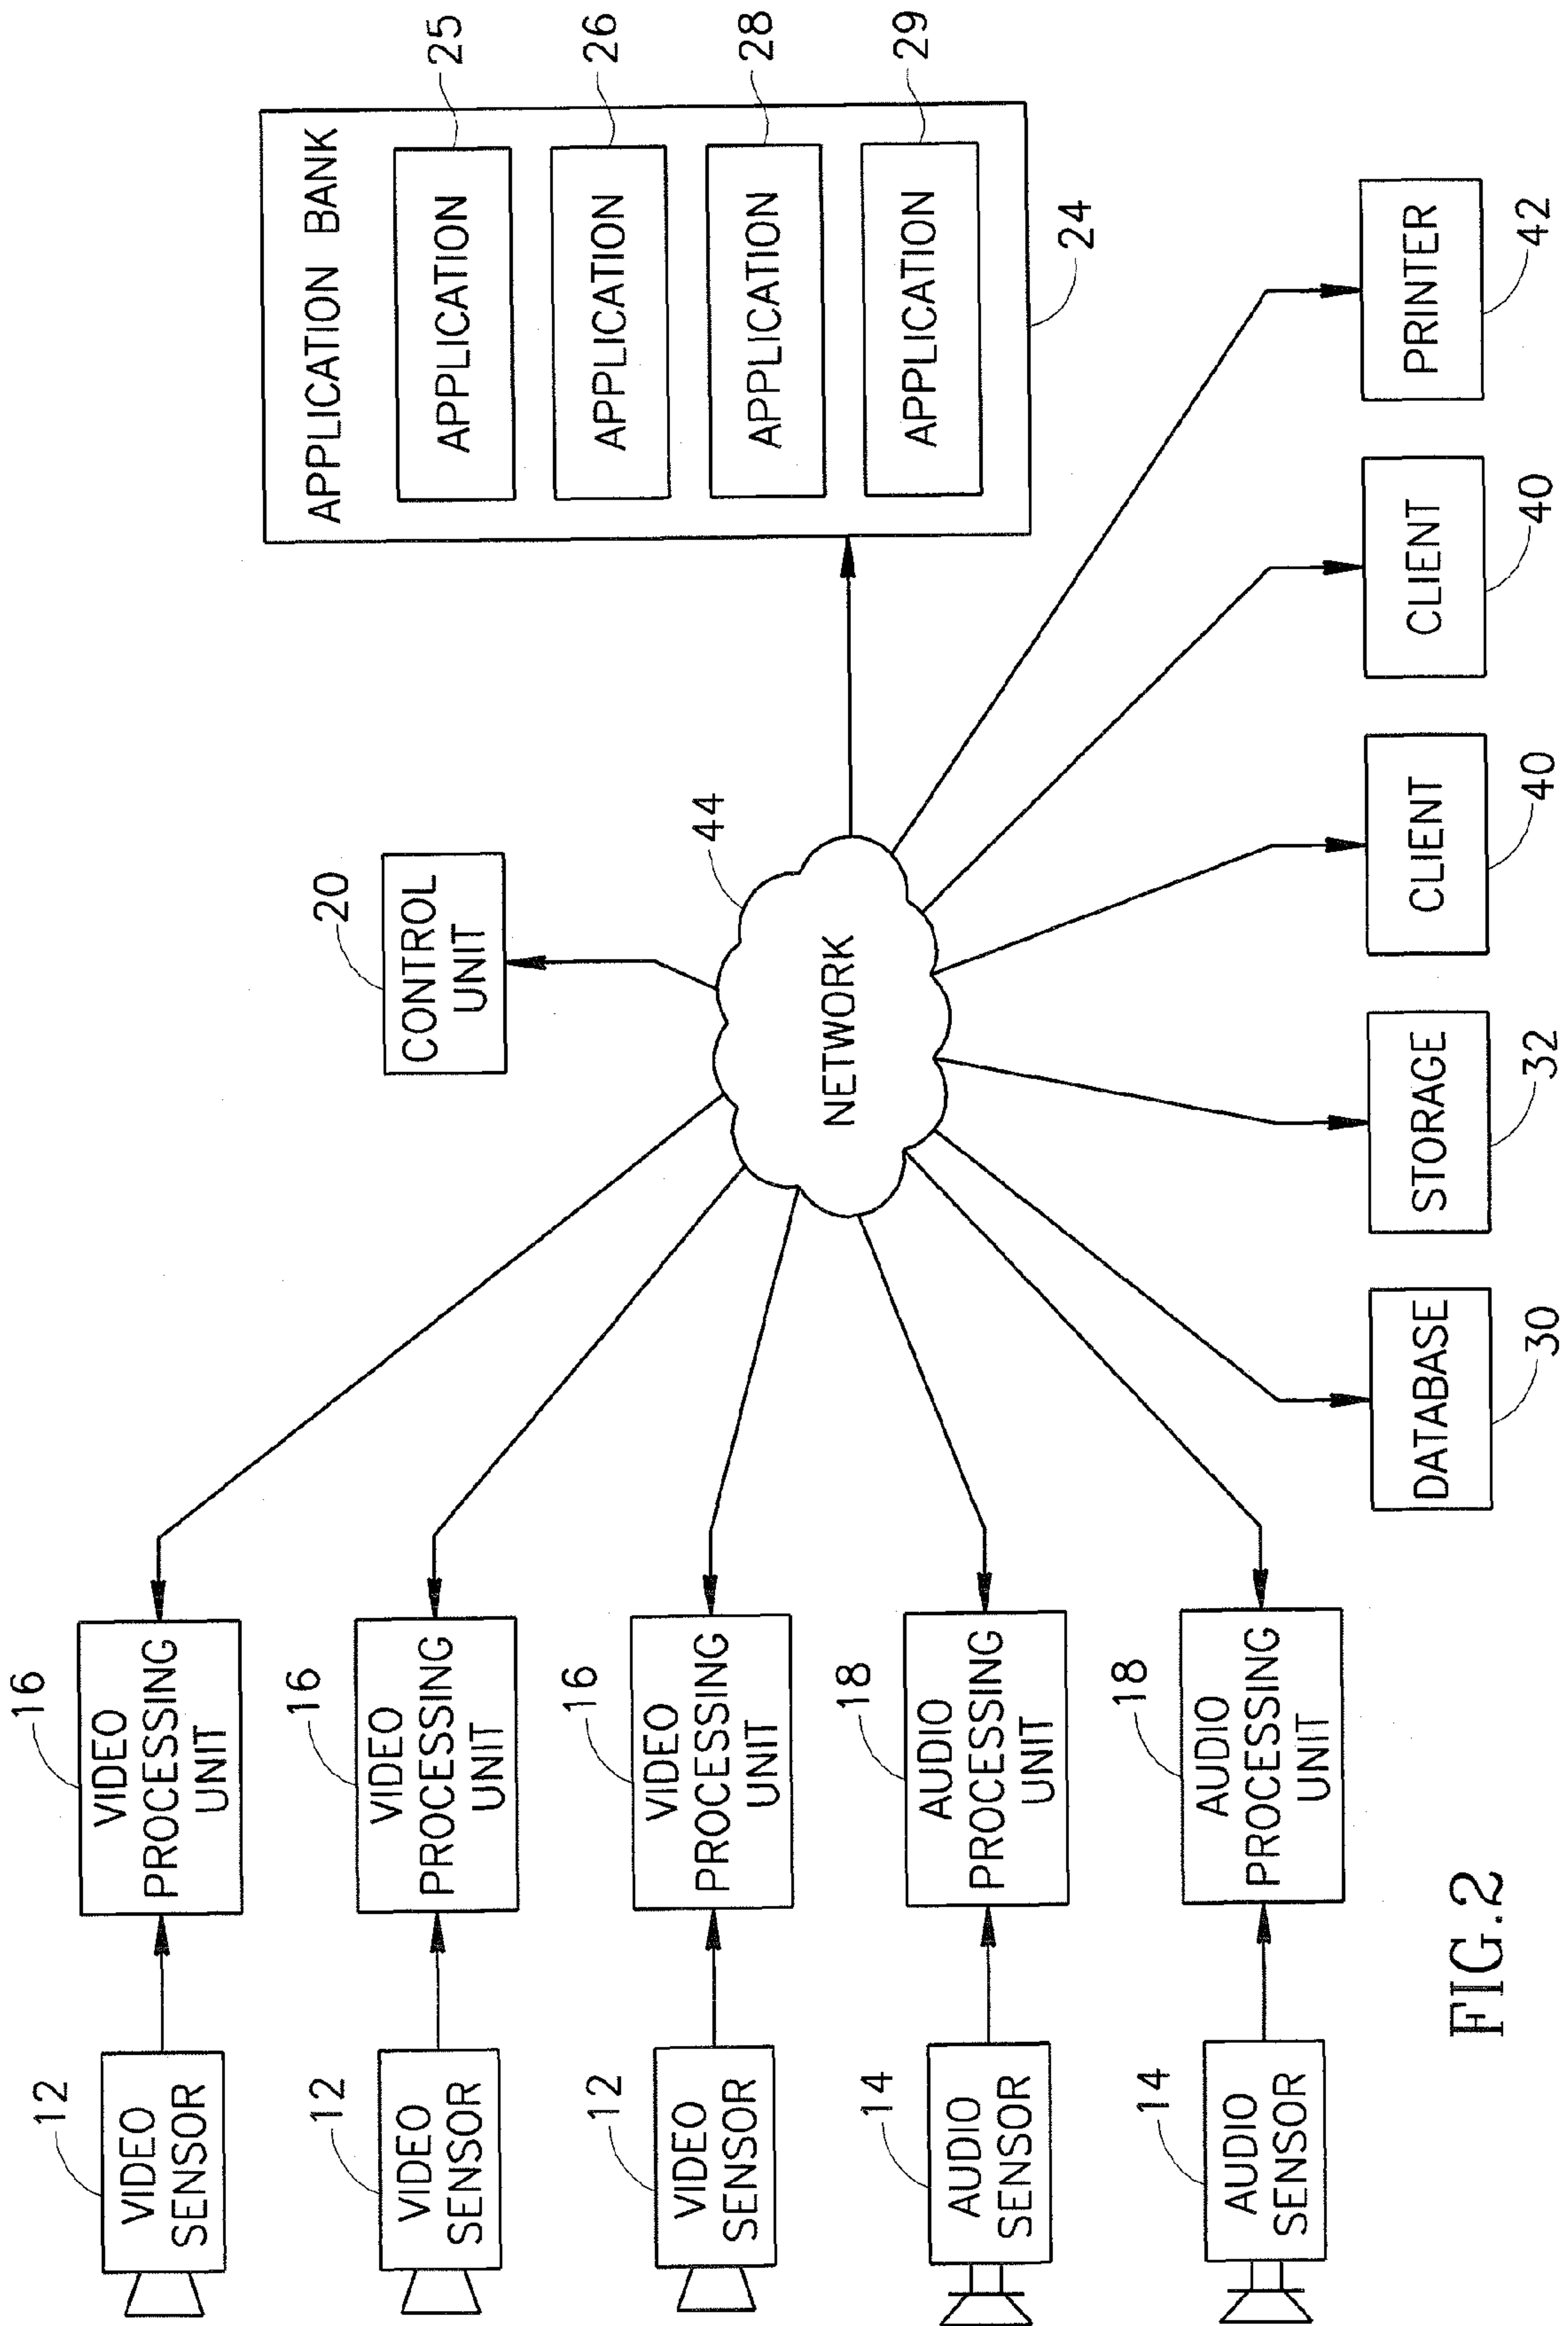 12
VIDEO
SENSOR
16
VIDEO
PROCESSING
UNIT
12
VIDEO
SENSOR
16
VIDEO
PROCESSING
UNIT
12
VIDEO
SENSOR
16
VIDEO
PROCESSING
UNIT
14
AUDIO
SENSOR
18
AUDIO
PROCESSING
UNIT
14
AUDIO
SENSOR
18
AUDIO
PROCESSING
UNIT
20
CONTROL
UNIT
44
NETWORK
APPLICATION BANK
APPLICATION
25
APPLICATION
26
APPLICATION
28
APPLICATION
29
24
DATABASE
30
STORAGE
32
CLIENT
40
CLIENT
40
PRINTER
42
FIG.2